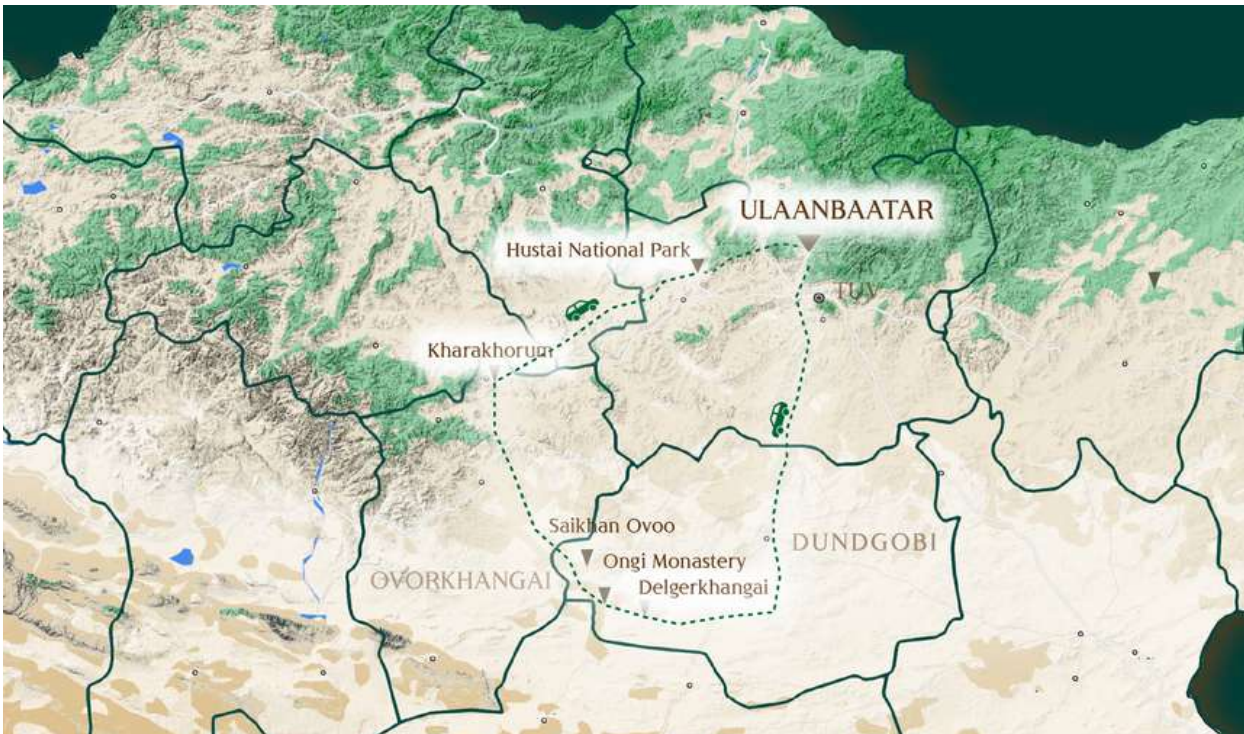 ULAANBAATAR
Hustai National Park
TUV
Kharakhorum
Saikhan Ovoo
DUNDGOBI
Ongi Monastery
OVORKHANGAI
Delgerkhangai